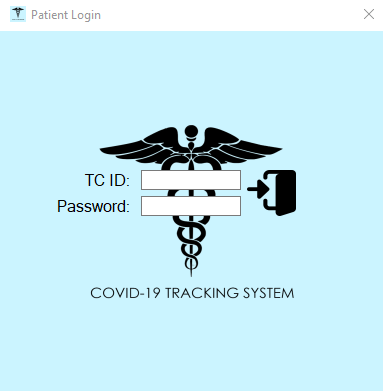 Patient Login
TC ID:
Password:
COVID-19 TRACKING SYSTEM